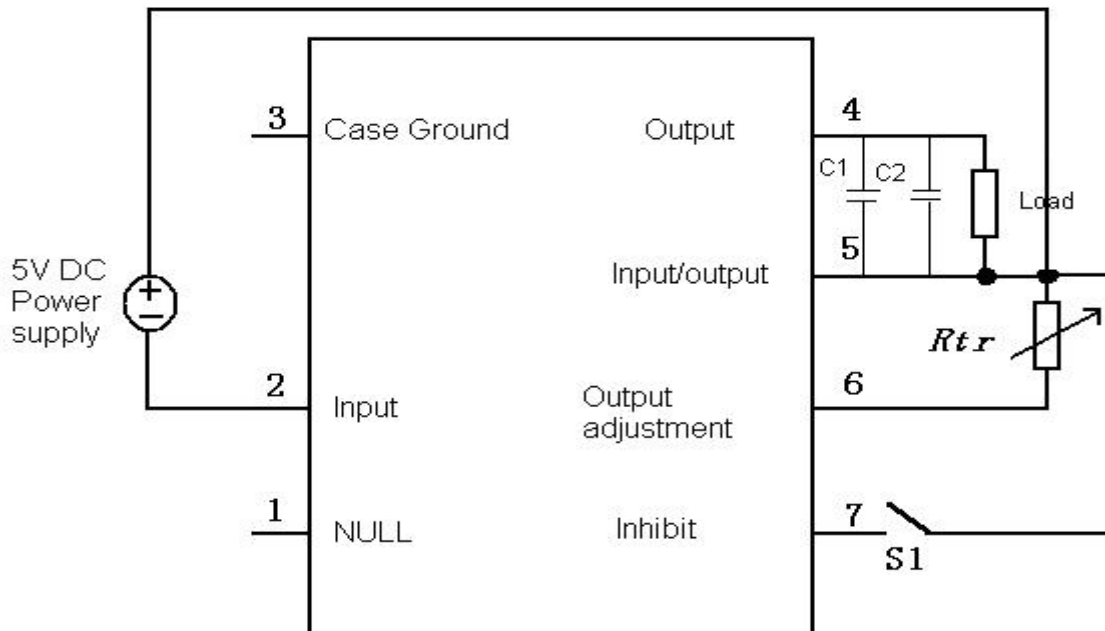 3
Case Ground
Output
4
C1
C2
Load
5
5V DC
Power
supply
+
−
Input/output
Rtr
2
Input
Output
adjustment
6
1
NULL
Inhibit
7
S1